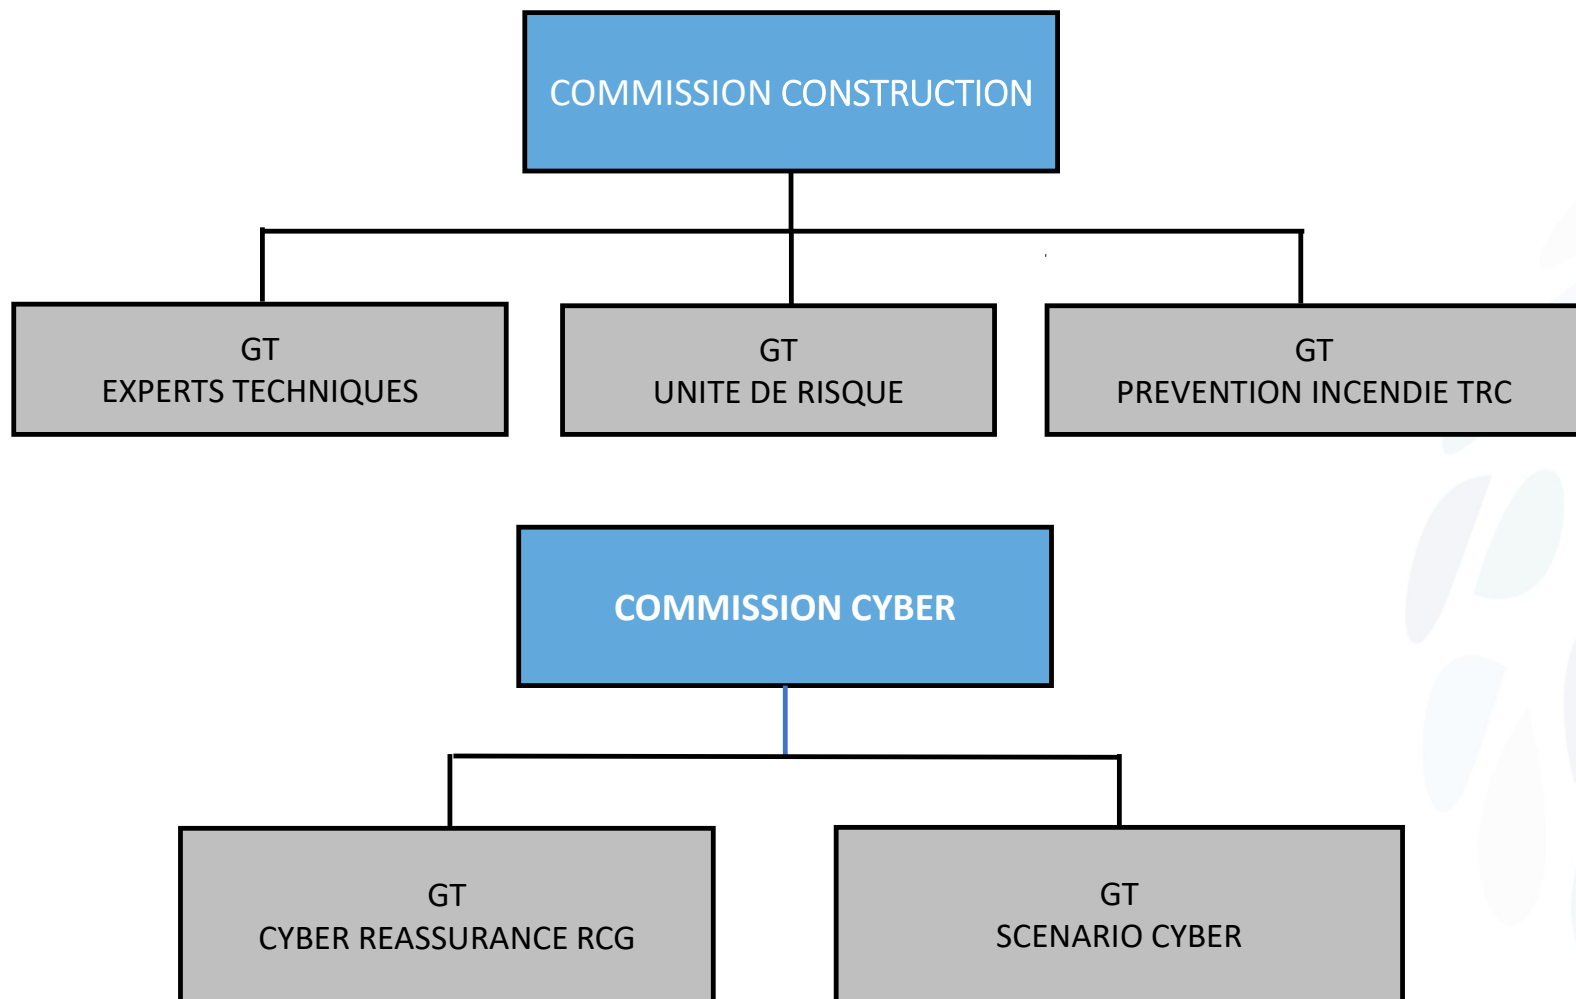 COMMISSION CONSTRUCTION
GT
EXPERTS TECHNIQUES
GT
UNITE DE RISQUE
GT
PREVENTION INCENDIE TRC
COMMISSION CYBER
GT
CYBER REASSURANCE RCG
GT
SCENARIO CYBER